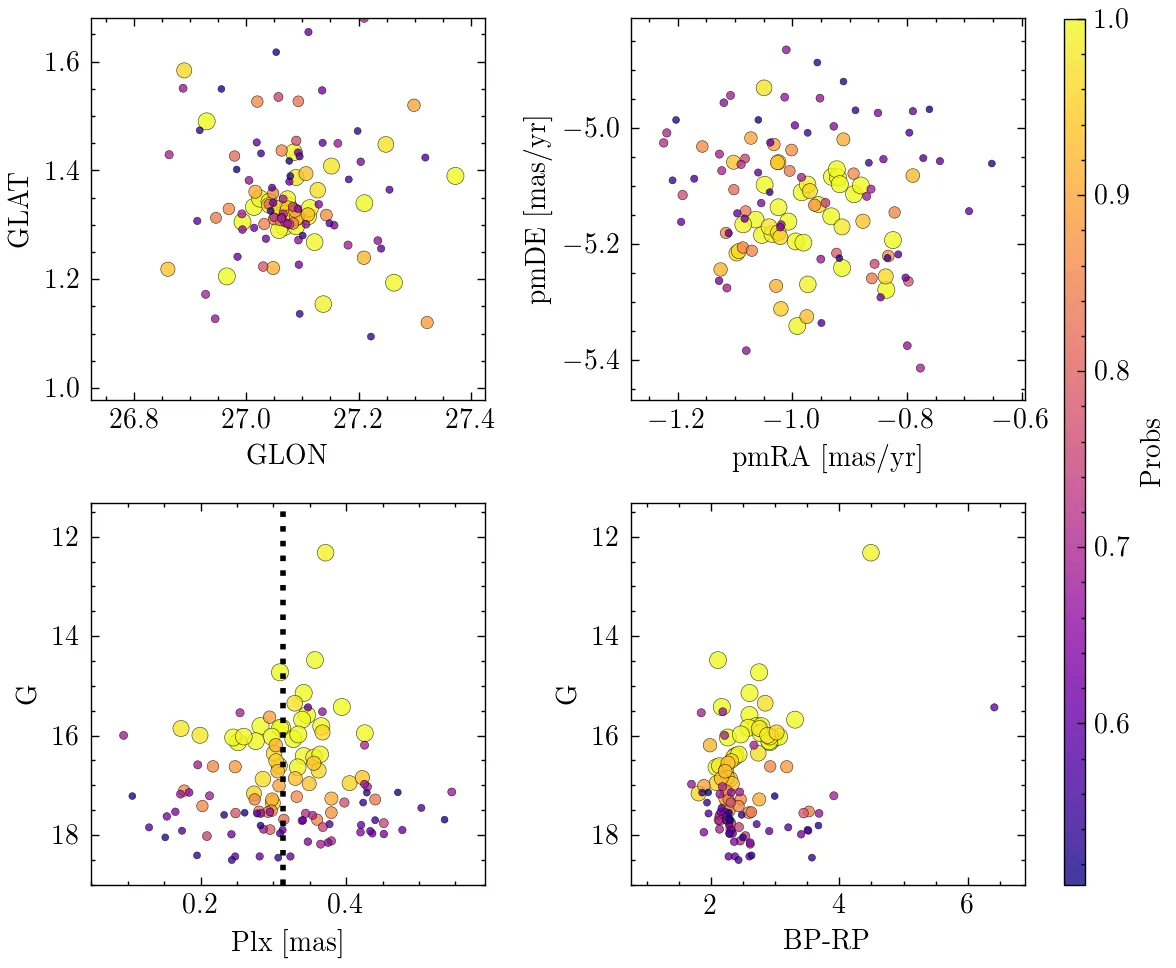 1.6
1.4
1.2
1.0
GLAT
26.8 27.0 27.2 27.4
GLON
−5.0
−5.2
−5.4
pmDE [mas/yr]
−1.2 −1.0 −0.8 −0.6
pmRA [mas/yr]
12
14
16
18
G
0.2 0.4
Plx [mas]
12
14
16
18
G
2 4 6
BP-RP
1.0
0.9
0.8
0.7
0.6
Probs